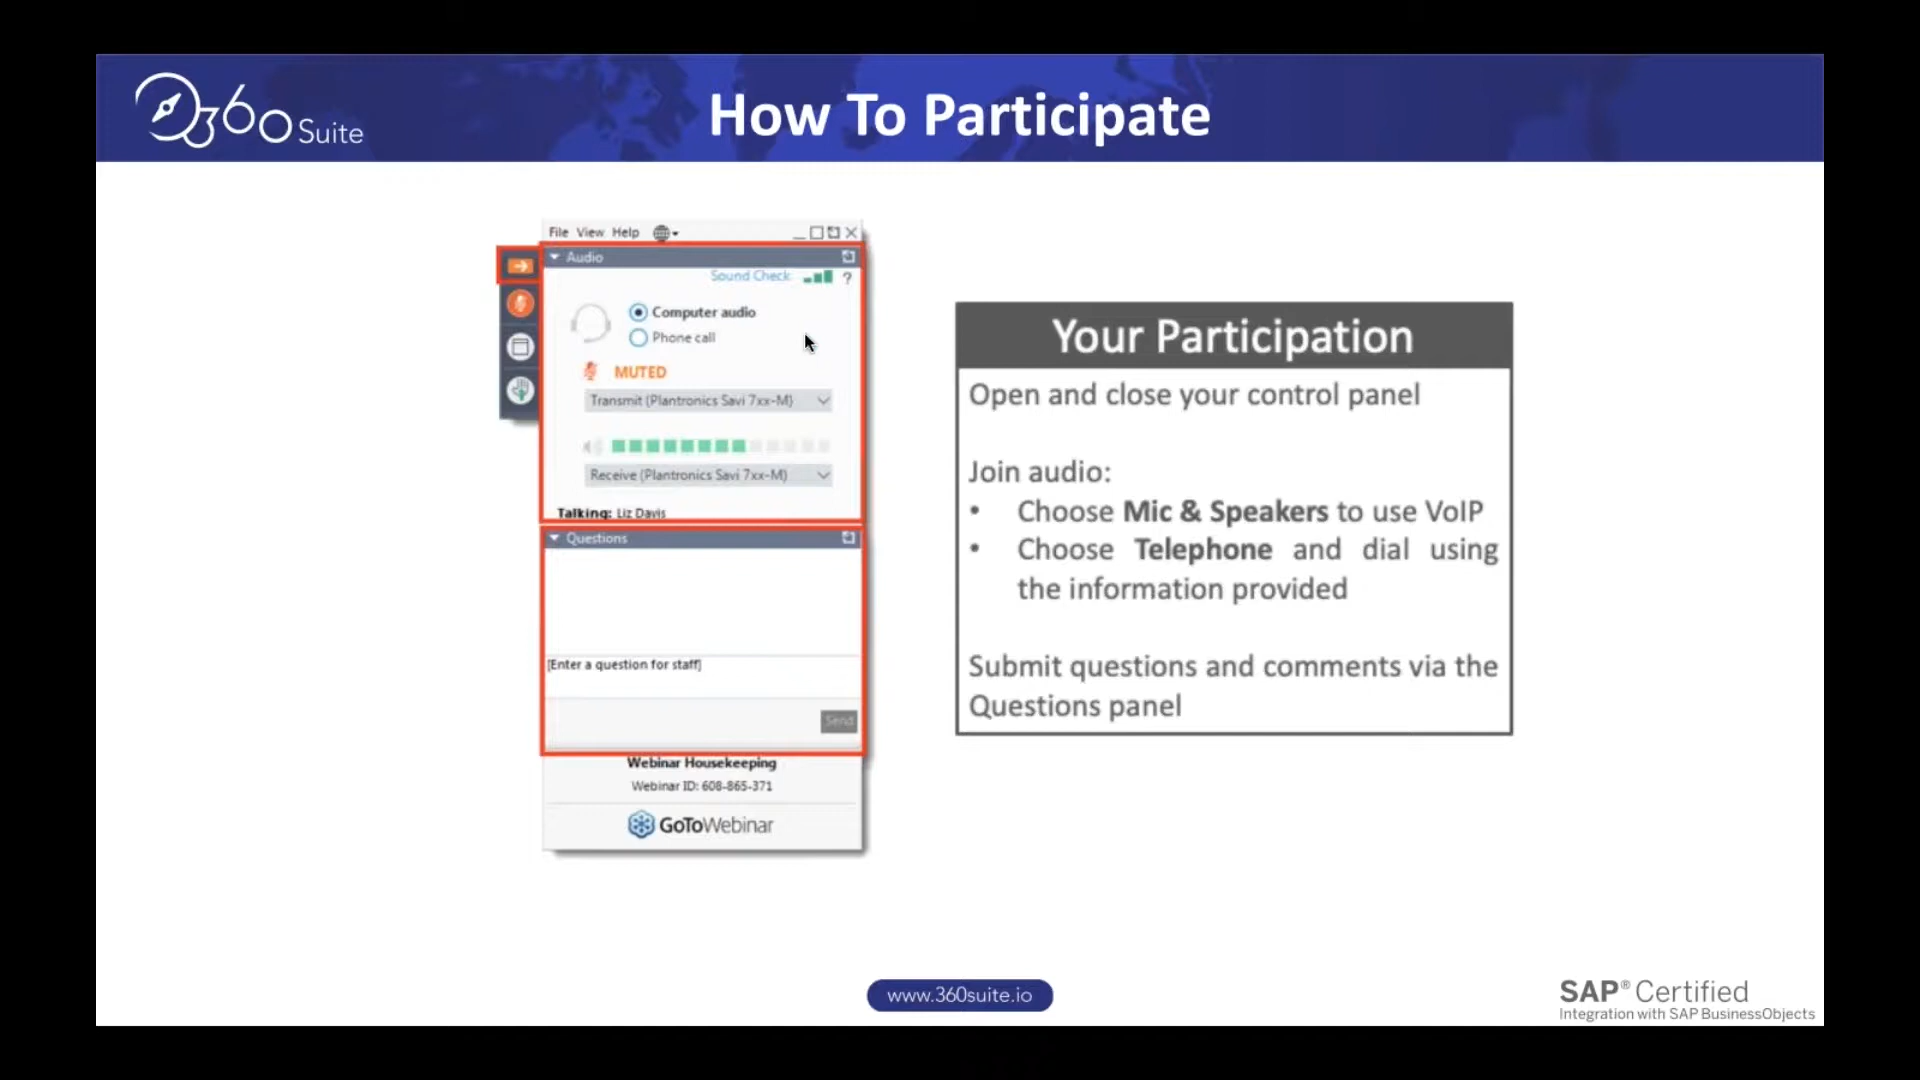 360Suite
How To Participate
File View Help
Audio
Sound Check
?
Computer audio
Phone call
MUTED
Transmit (Plantronics Savi 7xx-M)
Receive (Plantronics Savi 7xx-M)
Talking: Liz Davis
Questions
[Enter a question for staff]
Send
Webinar Housekeeping
Webinar ID: 608-865-371
GoToWebinar
Your Participation
Open and close your control panel
Join audio:
• Choose Mic & Speakers to use VoIP
• Choose Telephone and dial using
the information provided
Submit questions and comments via the
Questions panel
www.360suite.io
SAP® Certified
Integration with SAP BusinessObjects